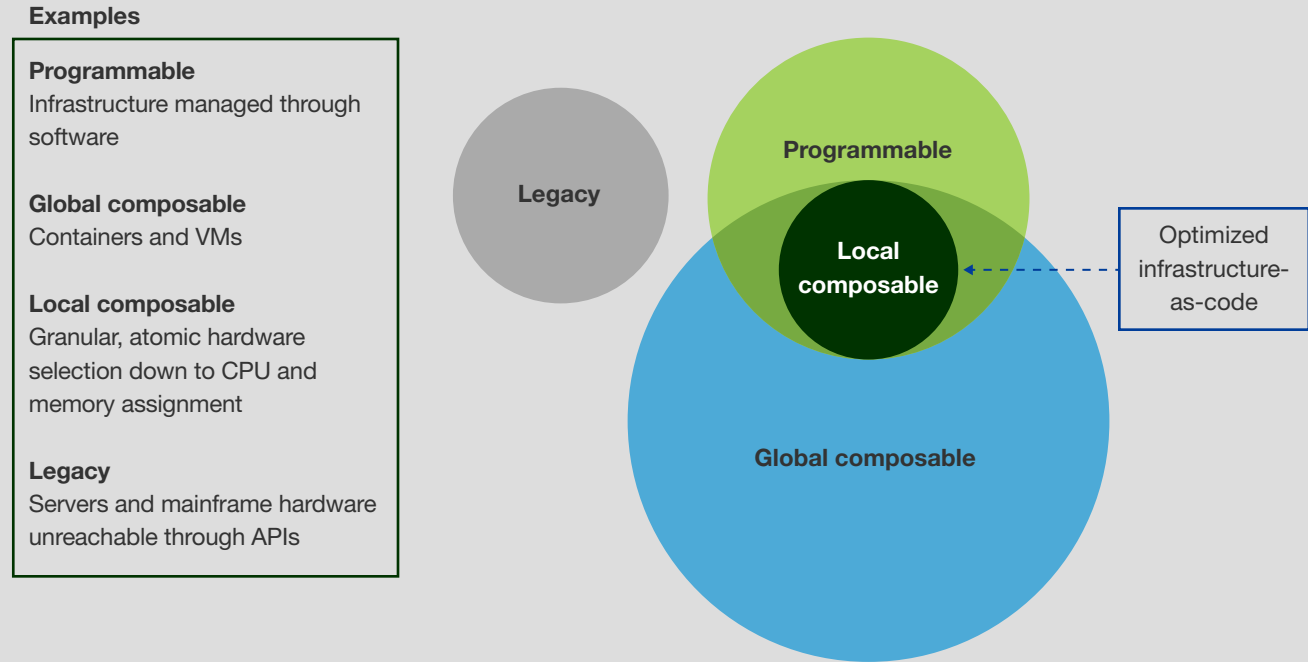 Examples
Programmable
Infrastructure managed through
software
Global composable
Containers and VMs
Local composable
Granular, atomic hardware
selection down to CPU and
memory assignment
Legacy
Servers and mainframe hardware
unreachable through APIs
Legacy
Programmable
Local
composable
Global composable
Optimized
infrastructure-
as-code